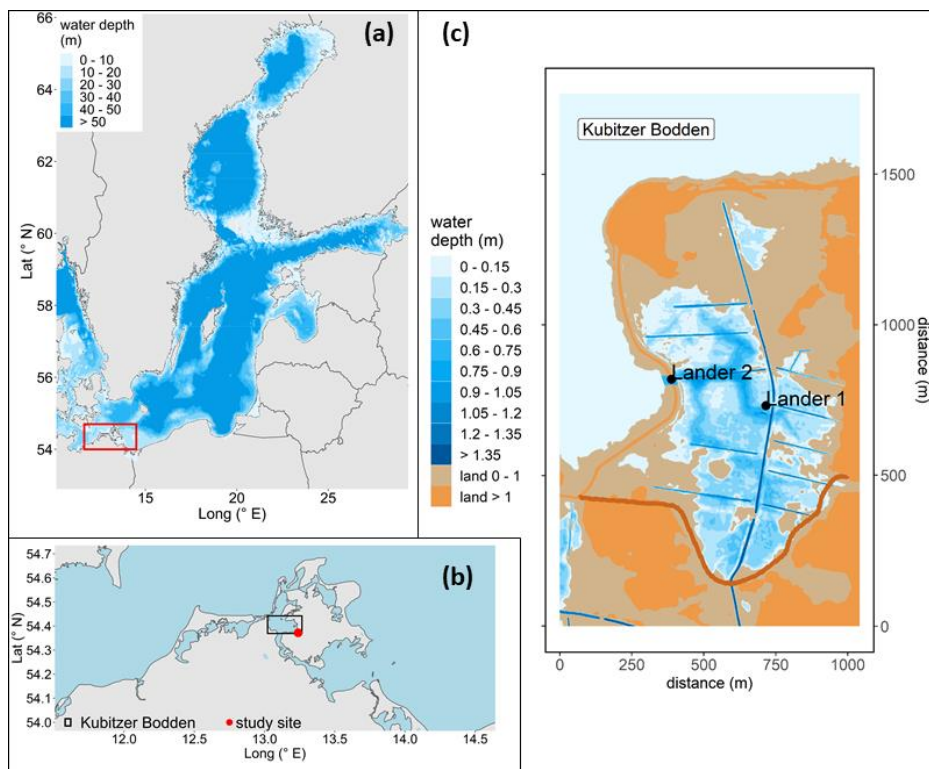 (a)
water depth
(m)
0 - 10
10 - 20
20 - 30
30 - 40
40 - 50
> 50
66
64
62
60
58
56
54
Lat (° N)
15
20
25
Long (° E)
(b)
54.7
54.6
54.5
54.4
54.3
54.2
54.1
54.0
Lat (° N)
Kubitzer Bodden
study site
12.0
12.5
13.0
13.5
14.0
14.5
Long (° E)
(c)
water
depth (m)
0 - 0.15
0.15 - 0.3
0.3 - 0.45
0.45 - 0.6
0.6 - 0.75
0.75 - 0.9
0.9 - 1.05
1.05 - 1.2
1.2 - 1.35
> 1.35
land 0 - 1
land > 1
Kubitzer Bodden
Lander 2
Lander 1
1500
1000
500
0
distance (m)
0
250
500
750
1000
distance (m)